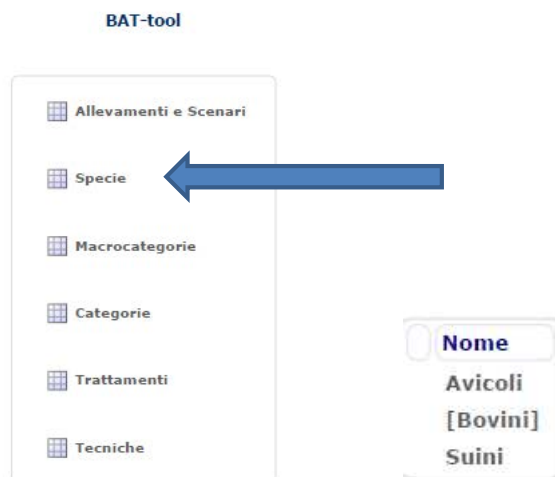 BAT-tool
Allevamenti e Scenari
Specie
Macrocategorie
Categorie
Trattamenti
Tecniche
Nome
Avicoli
[Bovini]
Suini